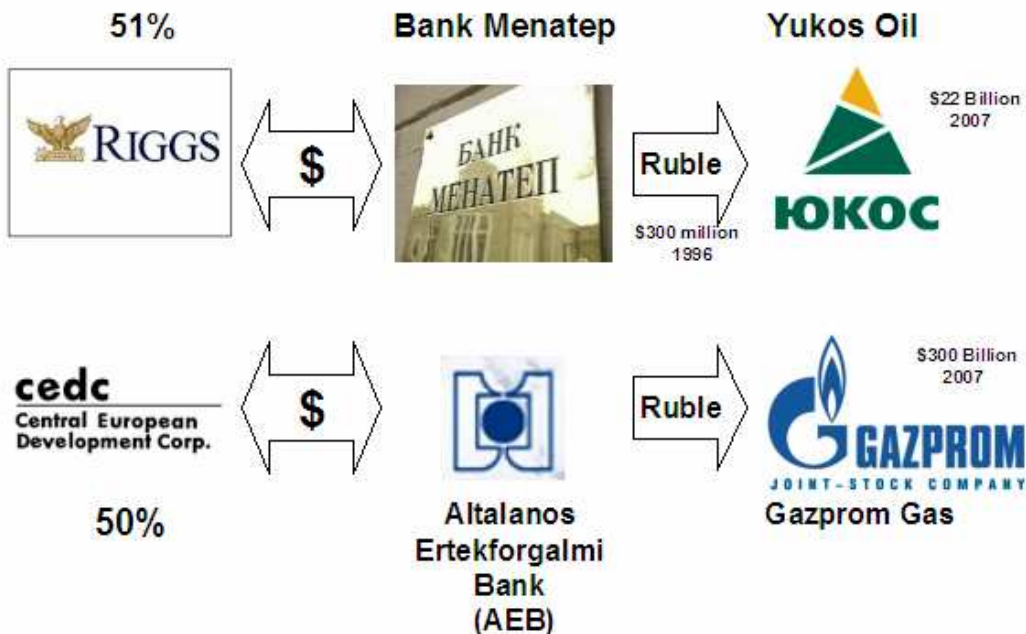 51%
Bank Menatep
Yukos Oil
RIGGS
$
БАНК
МЕНАТЕП
Ruble
$300 million
1996
$22 Billion
2007
ЮКОС
cedc
Central European
Development Corp.
50%
$
Altalanos
Ertekforgalmi
Bank
(AEB)
Ruble
$300 Billion
2007
GAZPROM
JOINT-STOCK COMPANY
Gazprom Gas